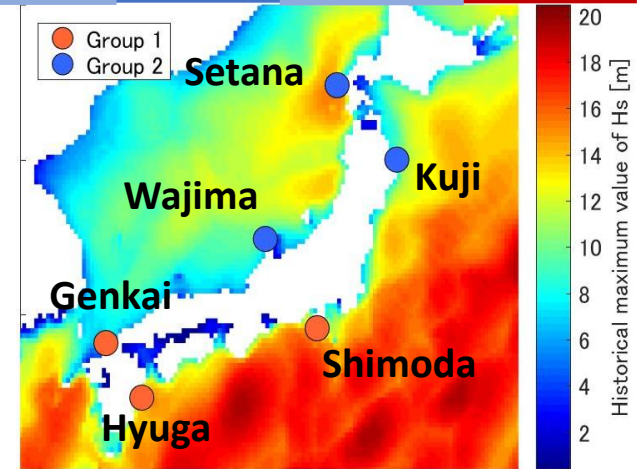 Group 1
Group 2
Setana
Kuji
Wajima
Genkai
Shimoda
Hyuga
20
18
16
14
12
10
8
6
4
2
Historical maximum value of Hs [m]